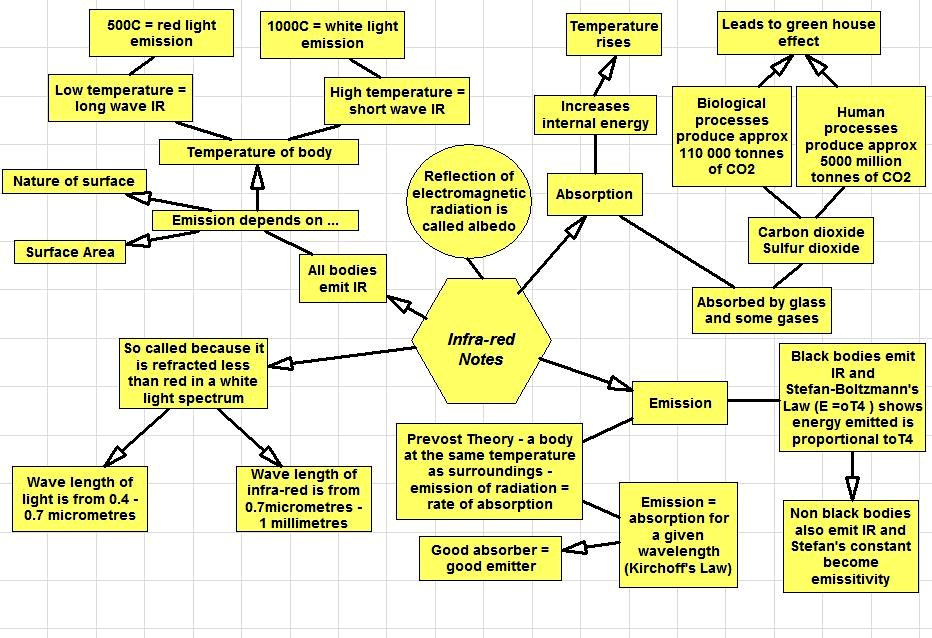 500C = red light
emission
1000C = white light
emission
Temperature
rises
Leads to green house
effect
Low temperature =
long wave IR
High temperature =
short wave IR
Increases
internal energy
Biological
processes
produce approx
110 000 tonnes
of CO2
Human
processes
produce approx
5000 million
tonnes of CO2
Temperature of body
Nature of surface
Emission depends on ...
Surface Area
All bodies
emit IR
Reflection of
electromagnetic
radiation is
called albedo
Absorption
Carbon dioxide
Sulfur dioxide
Absorbed by glass
and some gases
Infra-red
Notes
So called because it
is refracted less
than red in a white
light spectrum
Wave length of
light is from 0.4 -
0.7 micrometres
Wave length of
infra-red is from
0.7micrometres -
1 millimetres
Emission
Black bodies emit
IR and
Stefan-Boltzmann's
Law (E =oT4 ) shows
energy emitted is
proportional toT4
Prevost Theory - a body
at the same temperature
as surroundings -
emission of radiation =
rate of absorption
Emission =
absorption for
a given
wavelength
(Kirchoff's Law)
Good absorber =
good emitter
Non black bodies
also emit IR and
Stefan's constant
become
emissitivity